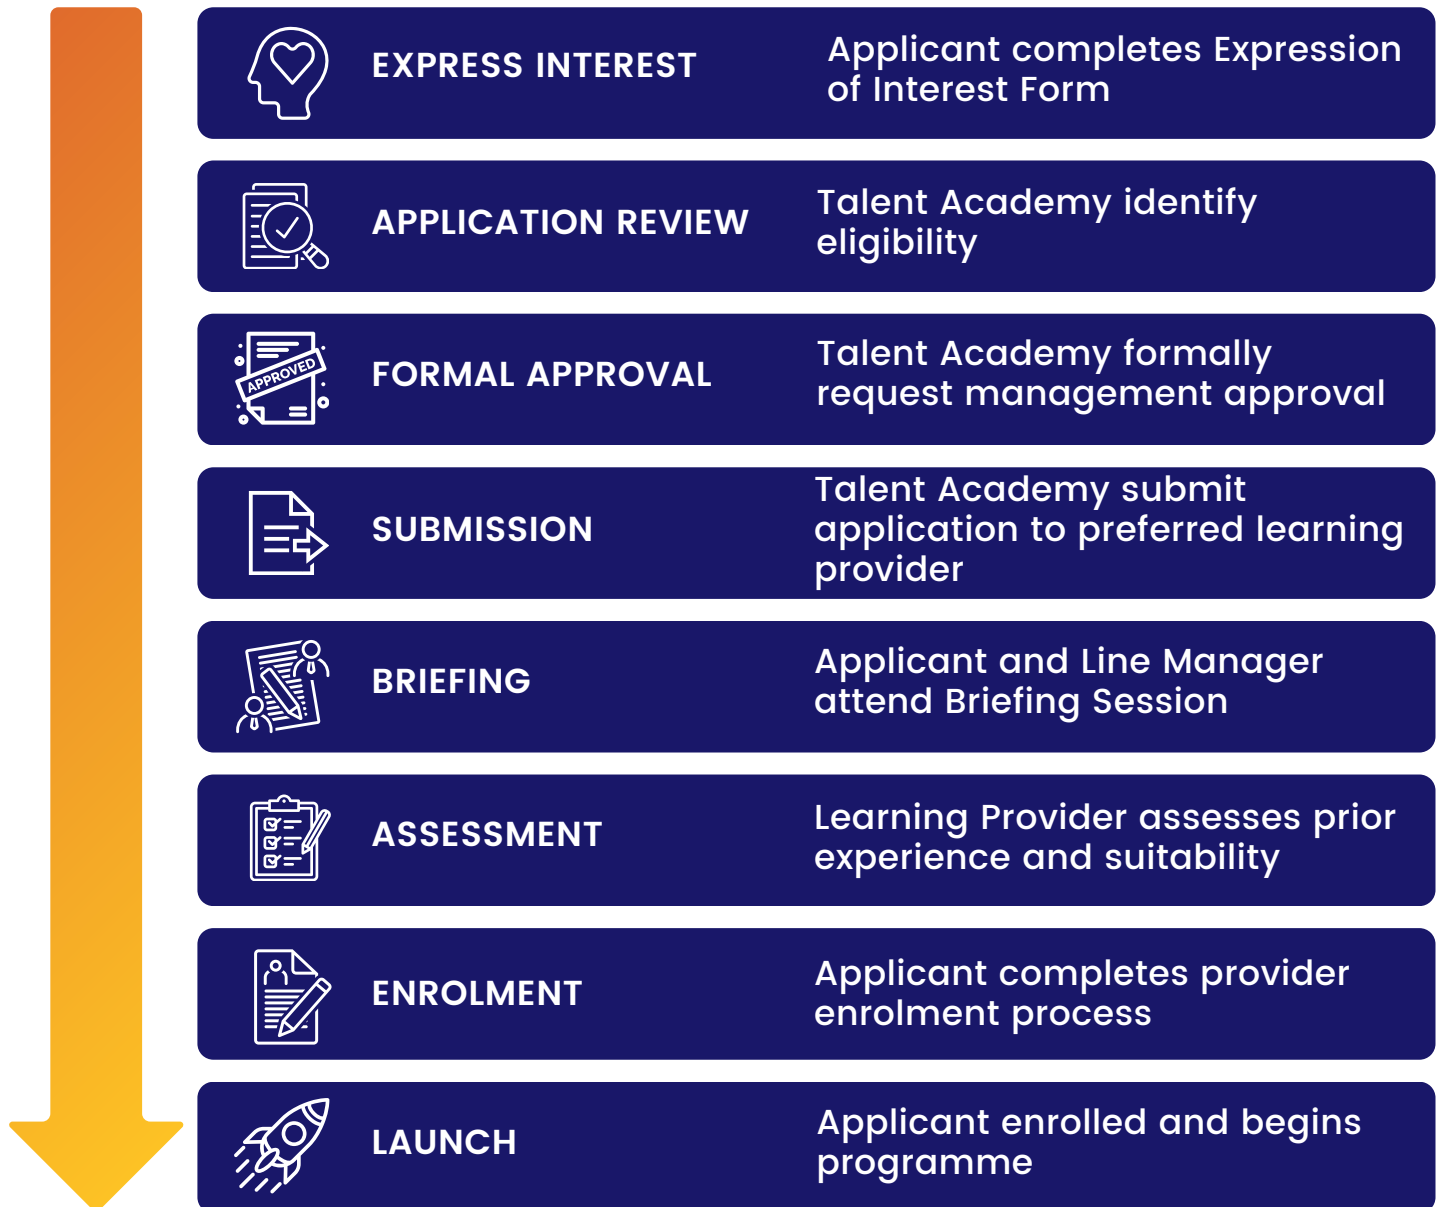 EXPRESS INTEREST
Applicant completes Expression
of Interest Form
APPLICATION REVIEW
Talent Academy identify
eligibility
APPROVED
FORMAL APPROVAL
Talent Academy formally
request management approval
SUBMISSION
Talent Academy submit
application to preferred learning
provider
BRIEFING
Applicant and Line Manager
attend Briefing Session
ASSESSMENT
Learning Provider assesses prior
experience and suitability
ENROLMENT
Applicant completes provider
enrolment process
LAUNCH
Applicant enrolled and begins
programme